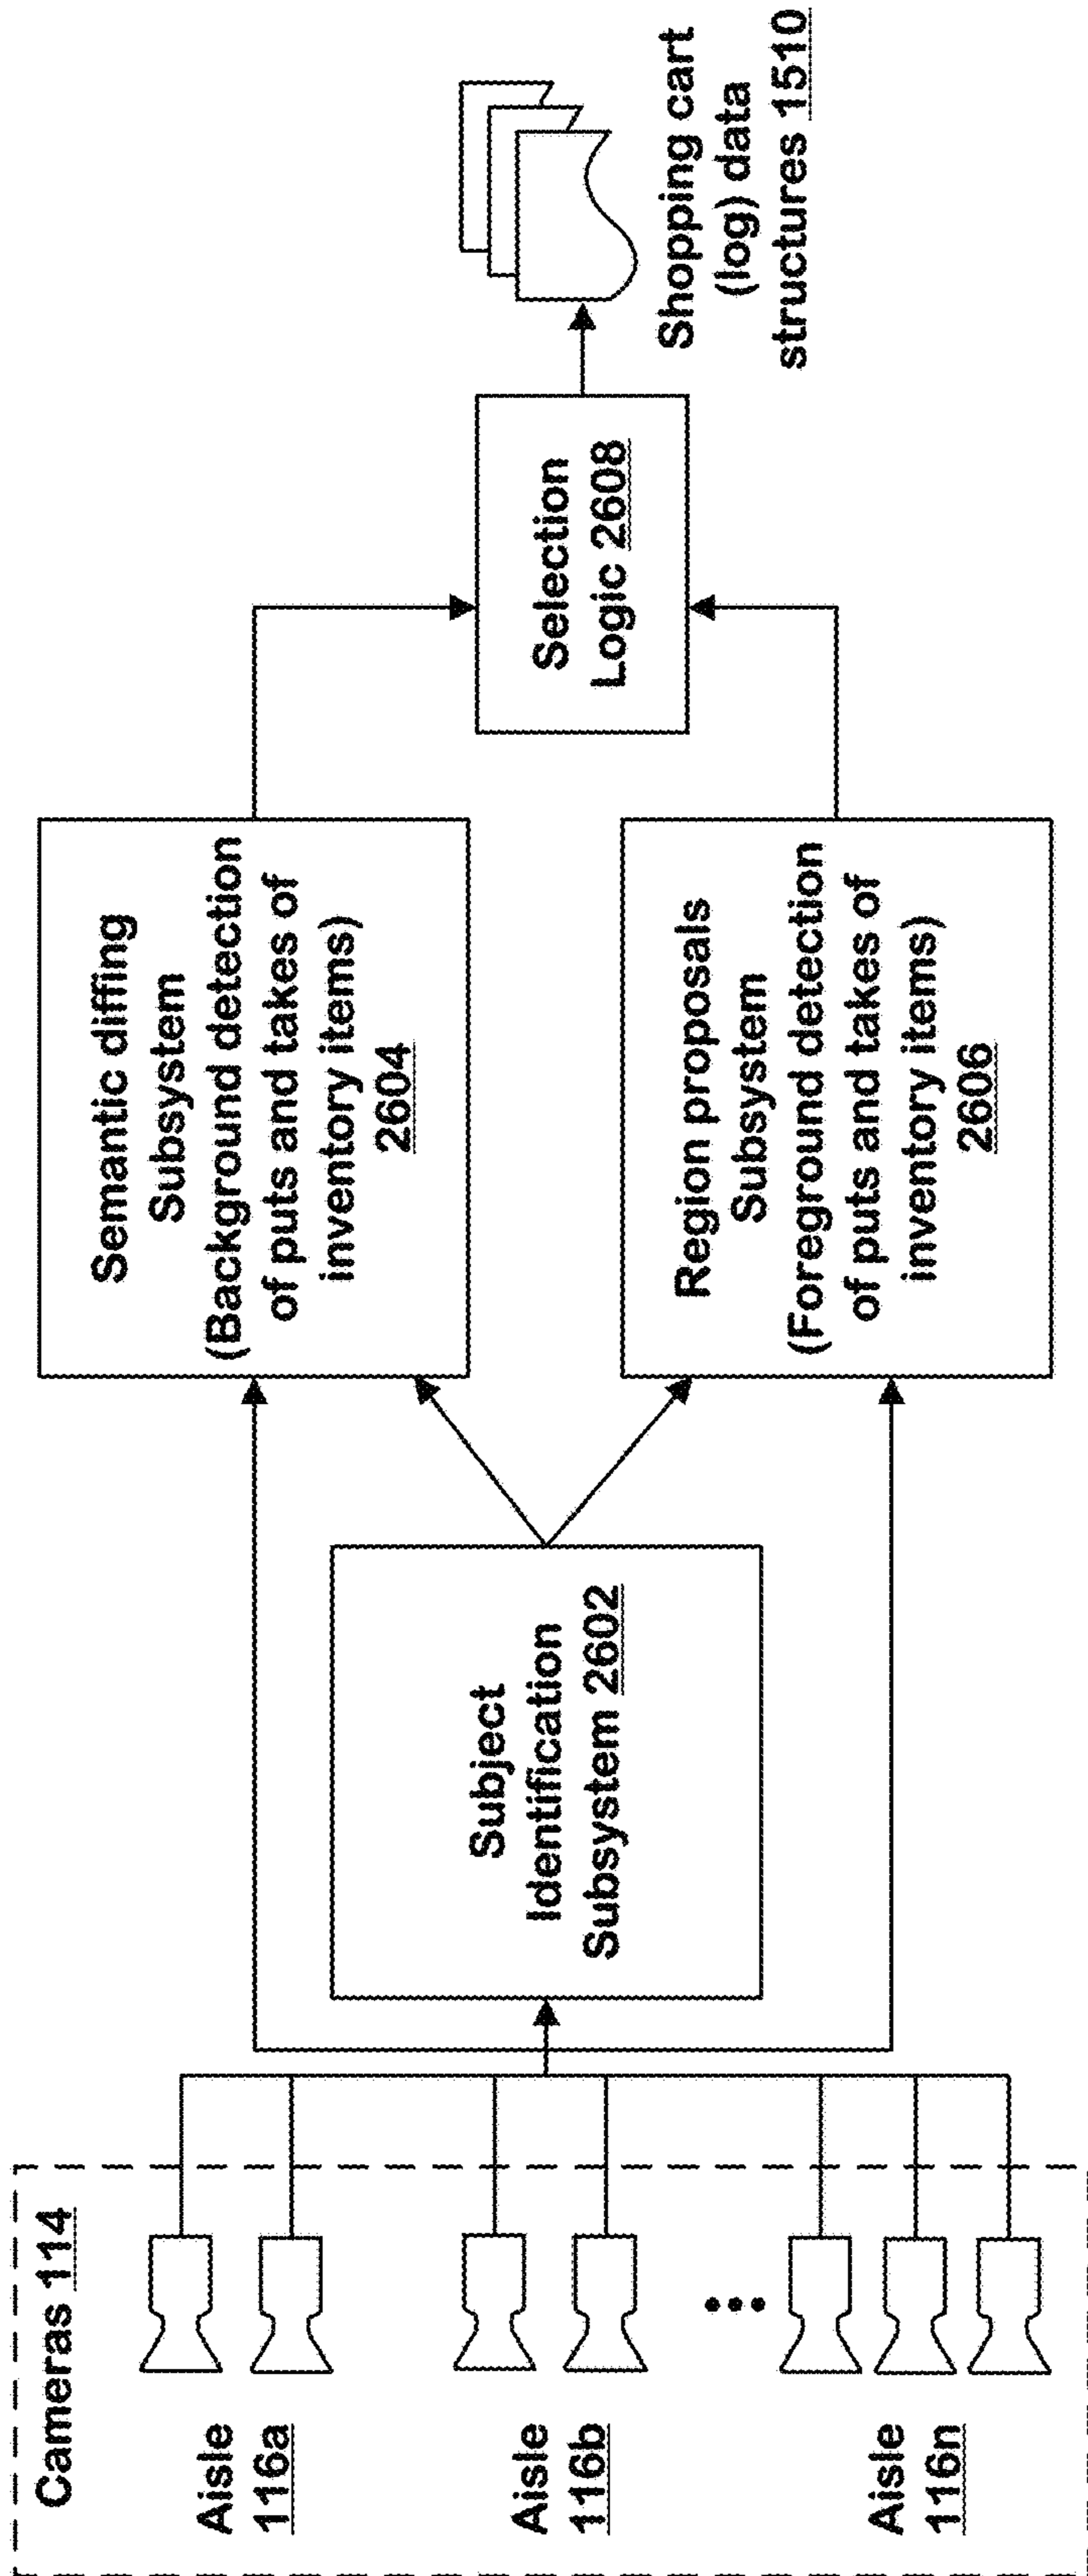 Cameras 114
Aisle
116a
Aisle
116b
Aisle
116n
Subject
Identification
Subsystem 2602
Semantic diffing
Subsystem
(Background detection
of puts and takes of
inventory items)
2604
Region proposals
Subsystem
(Foreground detection
of puts and takes of
inventory items)
2606
Selection
Logic 2608
Shopping cart
(log) data
structures 1510